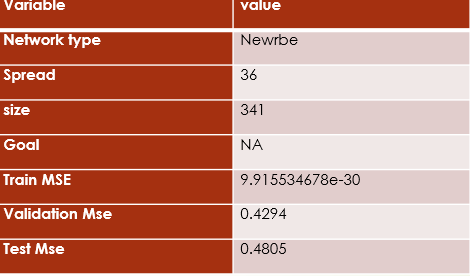 Variable value
Network type Newrbe
Spread 36
size 341
Goal NA
Train MSE 9.915534678e-30
Validation Mse 0.4294
Test Mse 0.4805